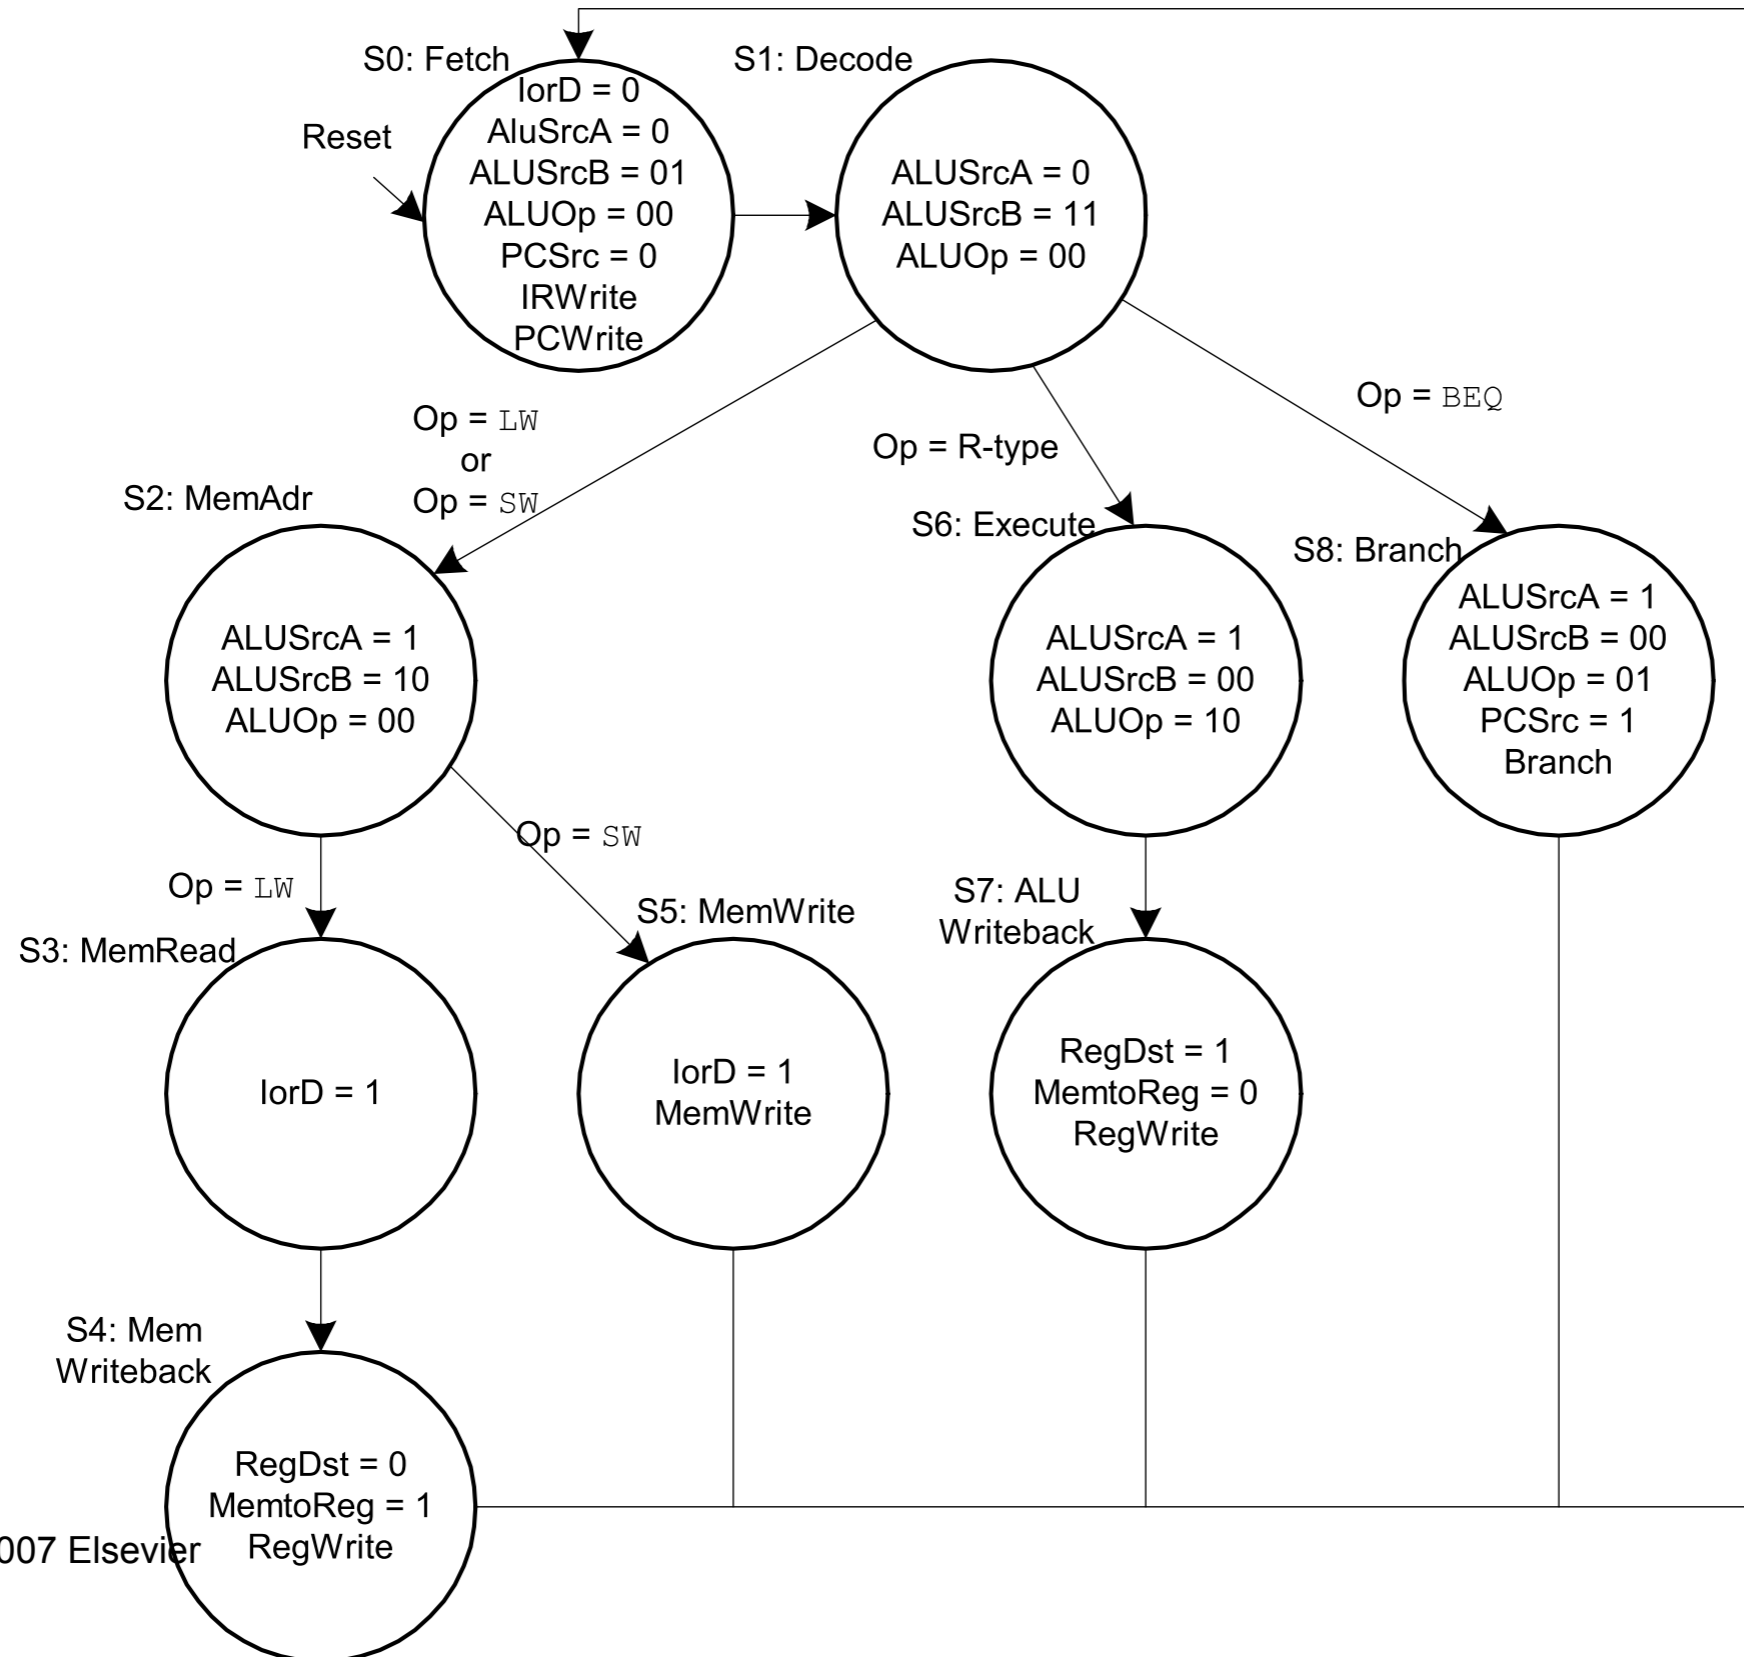 S0: Fetch
S1: Decode
Reset
IorD = 0
AluSrcA = 0
ALUSrcB = 01
ALUOp = 00
PCSrc = 0
IRWrite
PCWrite
ALUSrcA = 0
ALUSrcB = 11
ALUOp = 00
Op = LW
or
Op = SW
Op = R-type
Op = BEQ
S2: MemAdr
S6: Execute
S8: Branch
ALUSrcA = 1
ALUSrcB = 10
ALUOp = 00
ALUSrcA = 1
ALUSrcB = 00
ALUOp = 10
ALUSrcA = 1
ALUSrcB = 00
ALUOp = 01
PCSrc = 1
Branch
Op = LW
Op = SW
S3: MemRead
S5: MemWrite
S7: ALU
Writeback
IorD = 1
IorD = 1
MemWrite
RegDst = 1
MemtoReg = 0
RegWrite
S4: Mem
Writeback
RegDst = 0
MemtoReg = 1
RegWrite
007 Elsevier